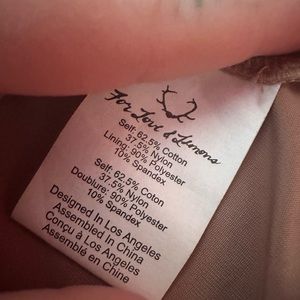 For Love & Lemons
Self: 62.5% Cotton
37.5% Nylon
Lining: 90% Polyester
10% Spandex
Self: 62.5% Coton
37.5% Nylon
Doublure: 90% Polyester
10% Spandex
Designed In Los Angeles
Assembled In China
Conçu à Los Angeles
Assemblé en Chine